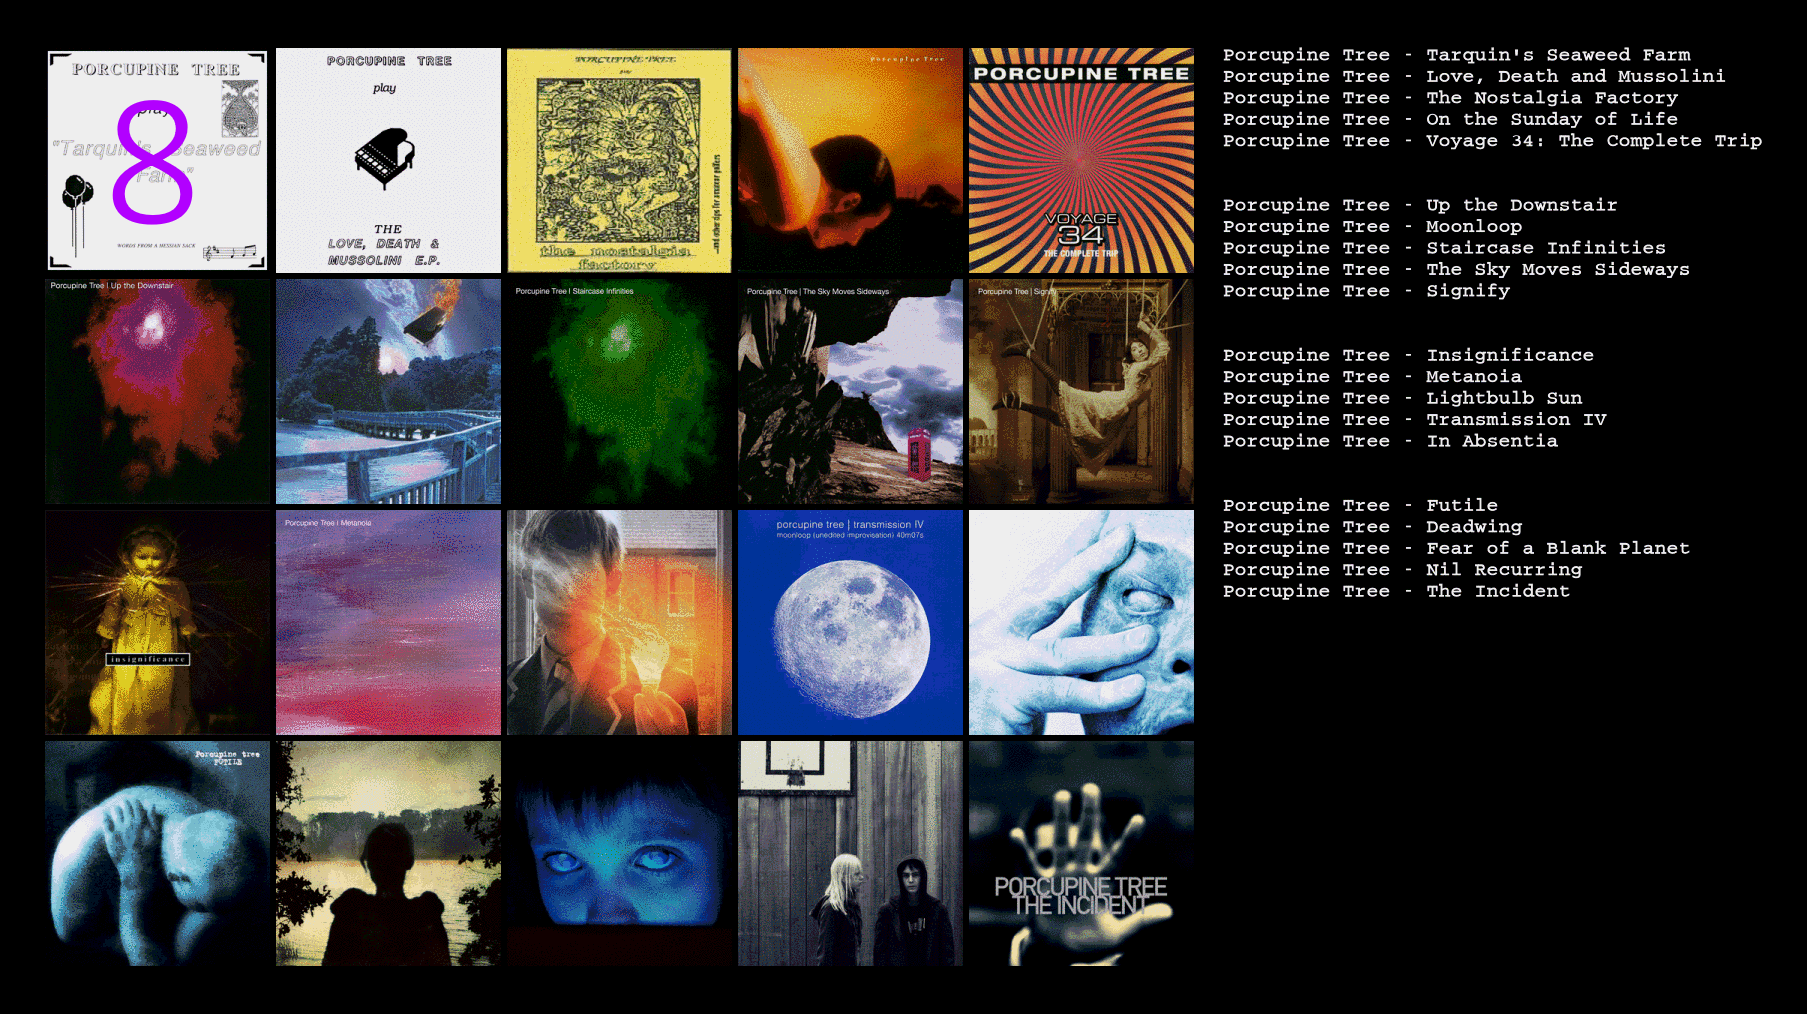 PORCUPINE TREE
play
"Tarquin's Seaweed
Farm"
8
WORDS FROM A HESSIAN SACK
PORCUPINE TREE
play
THE
LOVE, DEATH &
MUSSOLINI E.P.
PORCUPINE TREE
play
the nostalgia
factory
...and other tips for amateur golfers
Porcupine Tree
PORCUPINE TREE
VOYAGE
34
THE COMPLETE TRIP
Porcupine Tree | Up the Downstair
Porcupine Tree | Staircase Infinities
Porcupine Tree | The Sky Moves Sideways
Porcupine Tree | Signify
insignificance
Porcupine Tree | Metanoia
porcupine tree | transmission IV
moonloop (unedited improvisation) 40m07s
Porcupine tree
FUTILE
PORCUPINE TREE
THE INCIDENT
Porcupine Tree - Tarquin's Seaweed Farm
Porcupine Tree - Love, Death and Mussolini
Porcupine Tree - The Nostalgia Factory
Porcupine Tree - On the Sunday of Life
Porcupine Tree - Voyage 34: The Complete Trip
Porcupine Tree - Up the Downstair
Porcupine Tree - Moonloop
Porcupine Tree - Staircase Infinities
Porcupine Tree - The Sky Moves Sideways
Porcupine Tree - Signify
Porcupine Tree - Insignificance
Porcupine Tree - Metanoia
Porcupine Tree - Lightbulb Sun
Porcupine Tree - Transmission IV
Porcupine Tree - In Absentia
Porcupine Tree - Futile
Porcupine Tree - Deadwing
Porcupine Tree - Fear of a Blank Planet
Porcupine Tree - Nil Recurring
Porcupine Tree - The Incident